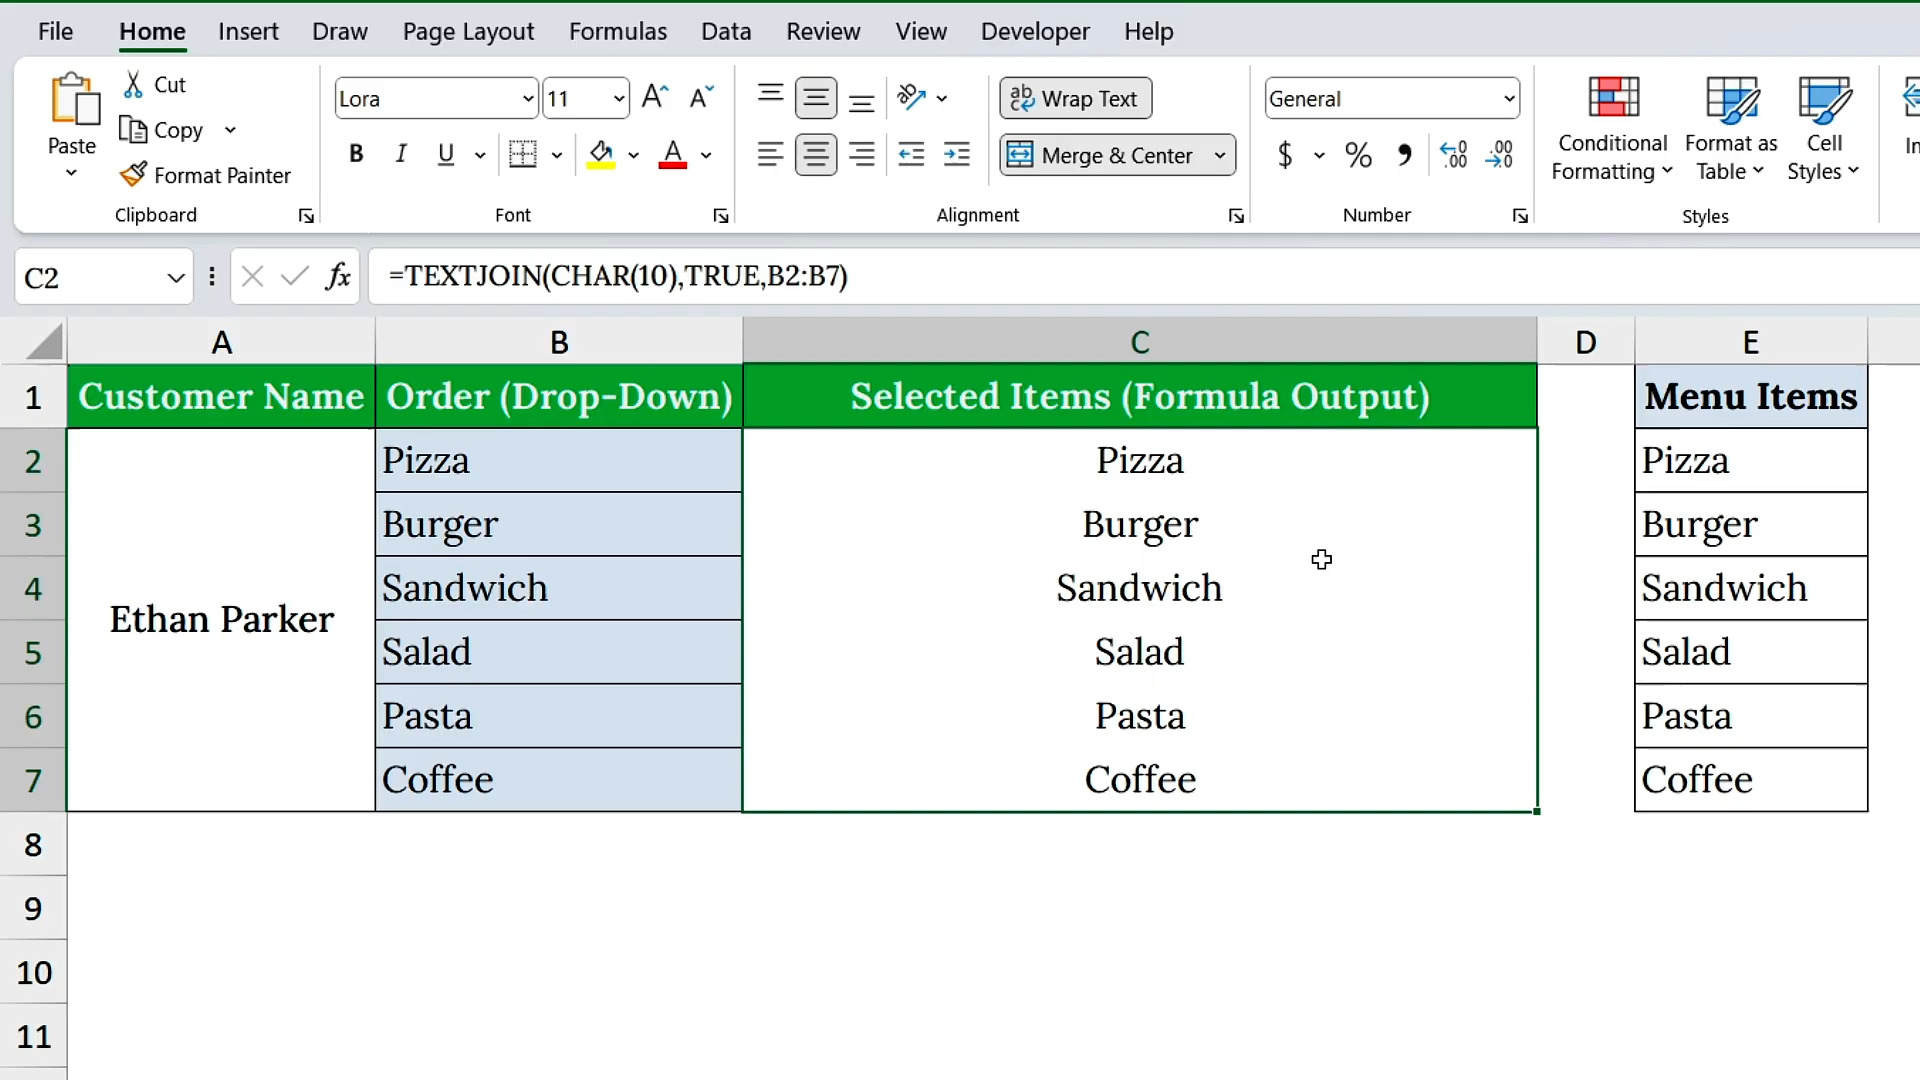 File Home Insert Draw Page Layout Formulas Data Review View Developer Help
Paste
Cut
Copy
Format Painter
Clipboard
Lora 11
B I U A
Font
Wrap Text
Merge & Center
Alignment
General
$ % , .00 .00
Number
Conditional Formatting
Format as Table
Cell Styles
Styles
C2 fx =TEXTJOIN(CHAR(10),TRUE,B2:B7)
A B C D E
1 Customer Name Order (Drop-Down) Selected Items (Formula Output) Menu Items
2 Pizza Pizza Pizza
3 Burger Burger Burger
4 Sandwich Sandwich Sandwich
Ethan Parker
5 Salad Salad Salad
6 Pasta Pasta Pasta
7 Coffee Coffee Coffee
8
9
10
11